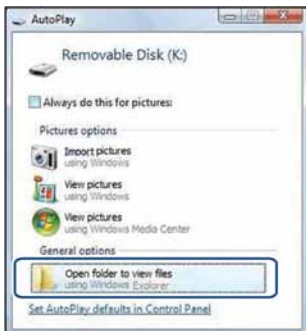 AutoPlay
Removable Disk (K:)
Always do this for pictures:
Pictures options
Import pictures
using Windows
View pictures
using Windows
View pictures
using Windows Media Center
General options
Open folder to view files
using Windows Explorer
Set AutoPlay defaults in Control Panel